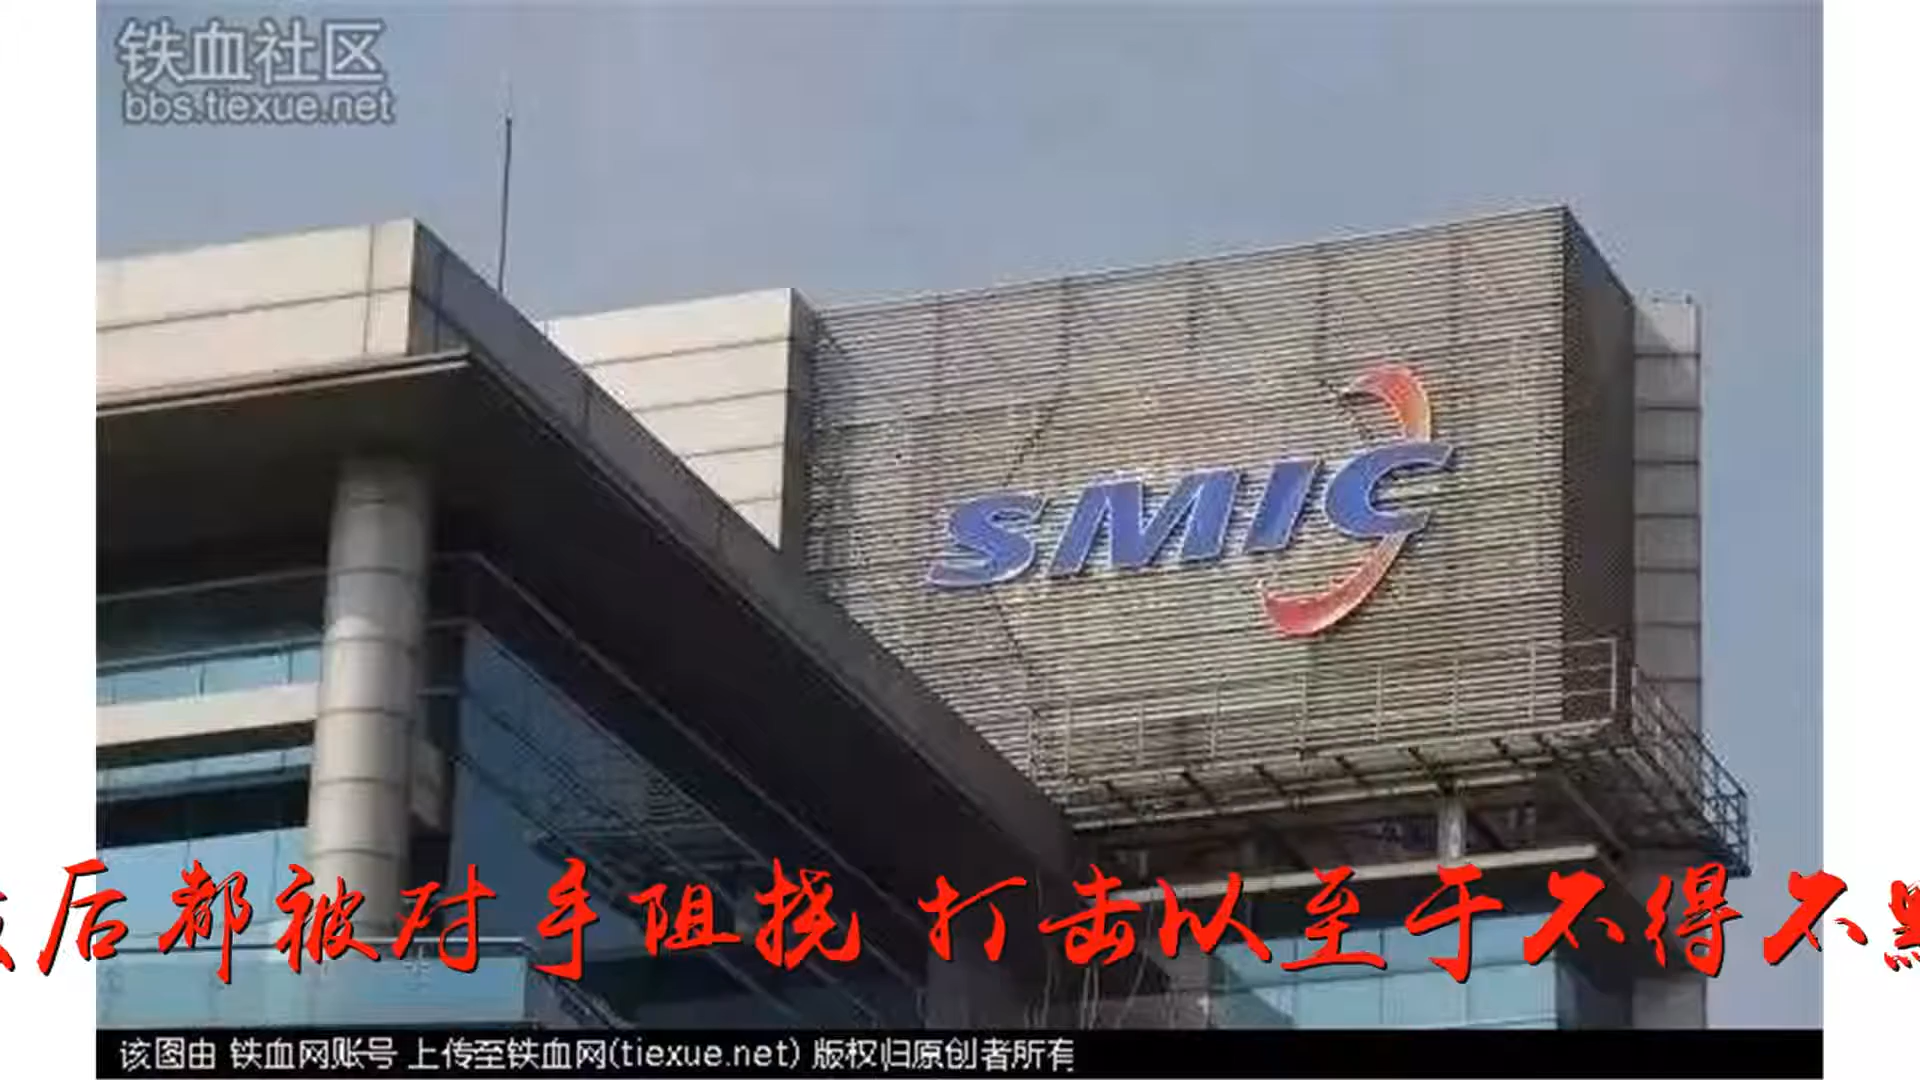 铁血社区
bbs.tiexue.net
SMIC
后都被对手阻挠 打击以至于不得不
该图由 铁血网账号 上传至铁血网(tiexue.net) 版权归原创者所有